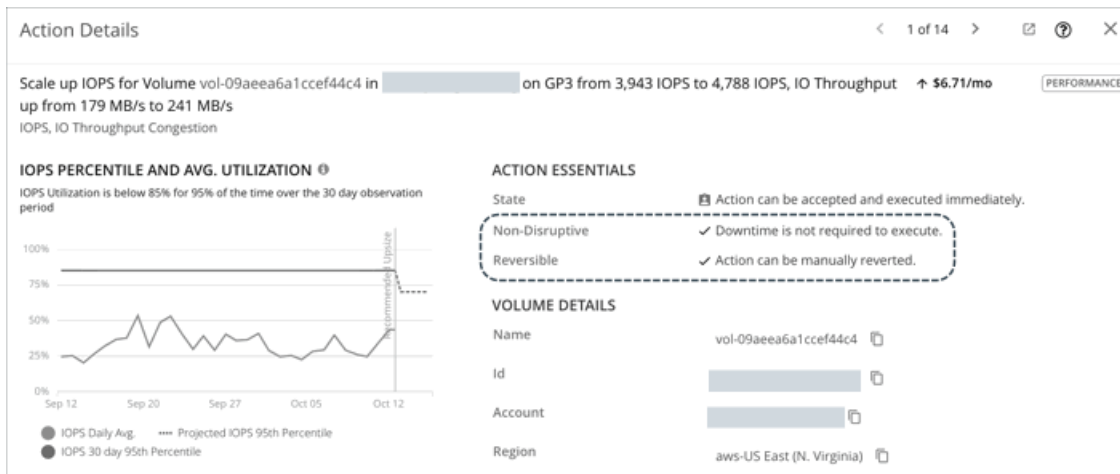 Action Details
1 of 14
Scale up IOPS for Volume vol-09aeea6a1ccef44c4 in on GP3 from 3,943 IOPS to 4,788 IOPS, IO Throughput ↑ $6.71/mo PERFORMANCE
up from 179 MB/s to 241 MB/s
IOPS, IO Throughput Congestion
IOPS PERCENTILE AND AVG. UTILIZATION
IOPS Utilization is below 85% for 95% of the time over the 30 day observation
period
100%
75%
50%
25%
0%
Recommended Upsize
Sep 12 Sep 20 Sep 27 Oct 05 Oct 12
IOPS Daily Avg. Projected IOPS 95th Percentile
IOPS 30 day 95th Percentile
ACTION ESSENTIALS
State Action can be accepted and executed immediately.
Non-Disruptive ✓ Downtime is not required to execute.
Reversible ✓ Action can be manually reverted.
VOLUME DETAILS
Name vol-09aeea6a1ccef44c4
Id
Account
Region aws-US East (N. Virginia)